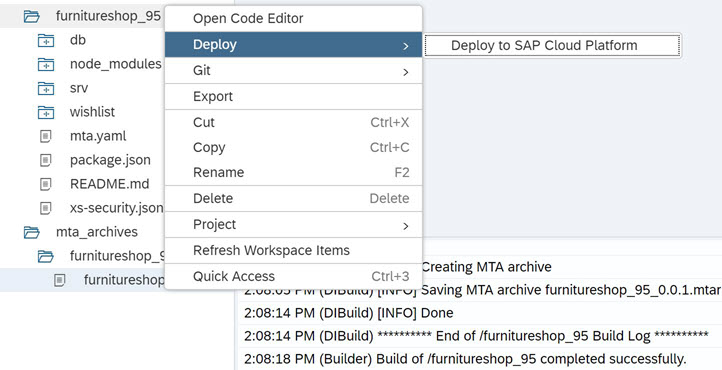 furnitureshop_95
db
node_modules
srv
wishlist
mta.yaml
package.json
README.md
xs-security.json
mta_archives
furnitureshop_9
furnitureshop
Open Code Editor
Deploy >
Deploy to SAP Cloud Platform
Git >
Export
Cut Ctrl+X
Copy Ctrl+C
Rename F2
Delete Delete
Project >
Refresh Workspace Items
Quick Access Ctrl+3
Creating MTA archive
2:08:05 PM (DIBuild) [INFO] Saving MTA archive furnitureshop_95_0.0.1.mtar
2:08:14 PM (DIBuild) [INFO] Done
2:08:14 PM (DIBuild) ********** End of /furnitureshop_95 Build Log **********
2:08:18 PM (Builder) Build of /furnitureshop_95 completed successfully.